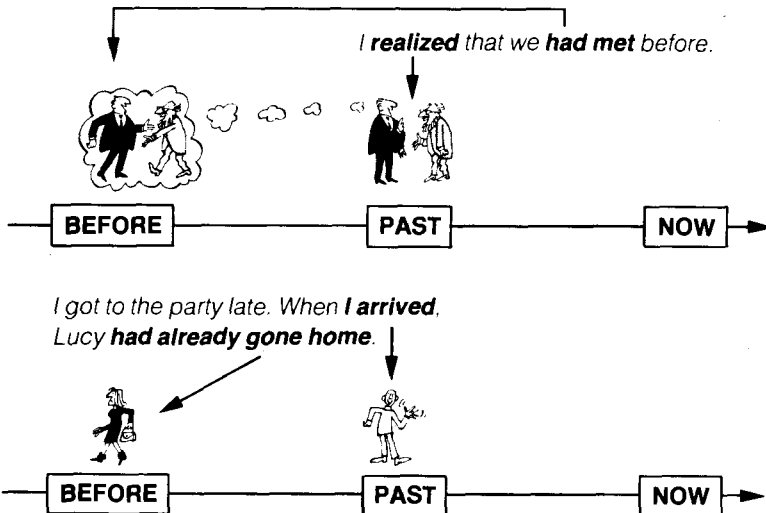 I realized that we had met before.
BEFORE PAST NOW
I got to the party late. When I arrived,
Lucy had already gone home.
BEFORE PAST NOW